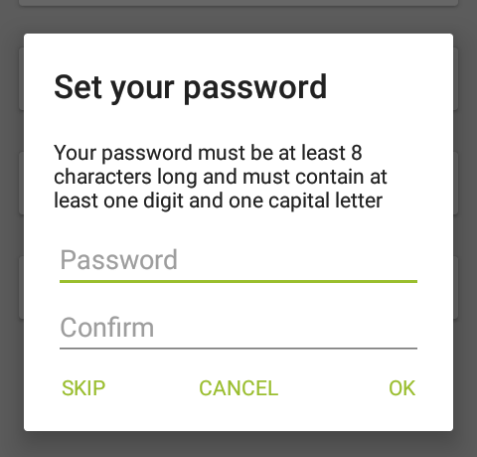 Set your password
Your password must be at least 8
characters long and must contain at
least one digit and one capital letter
Password
Confirm
SKIP CANCEL OK